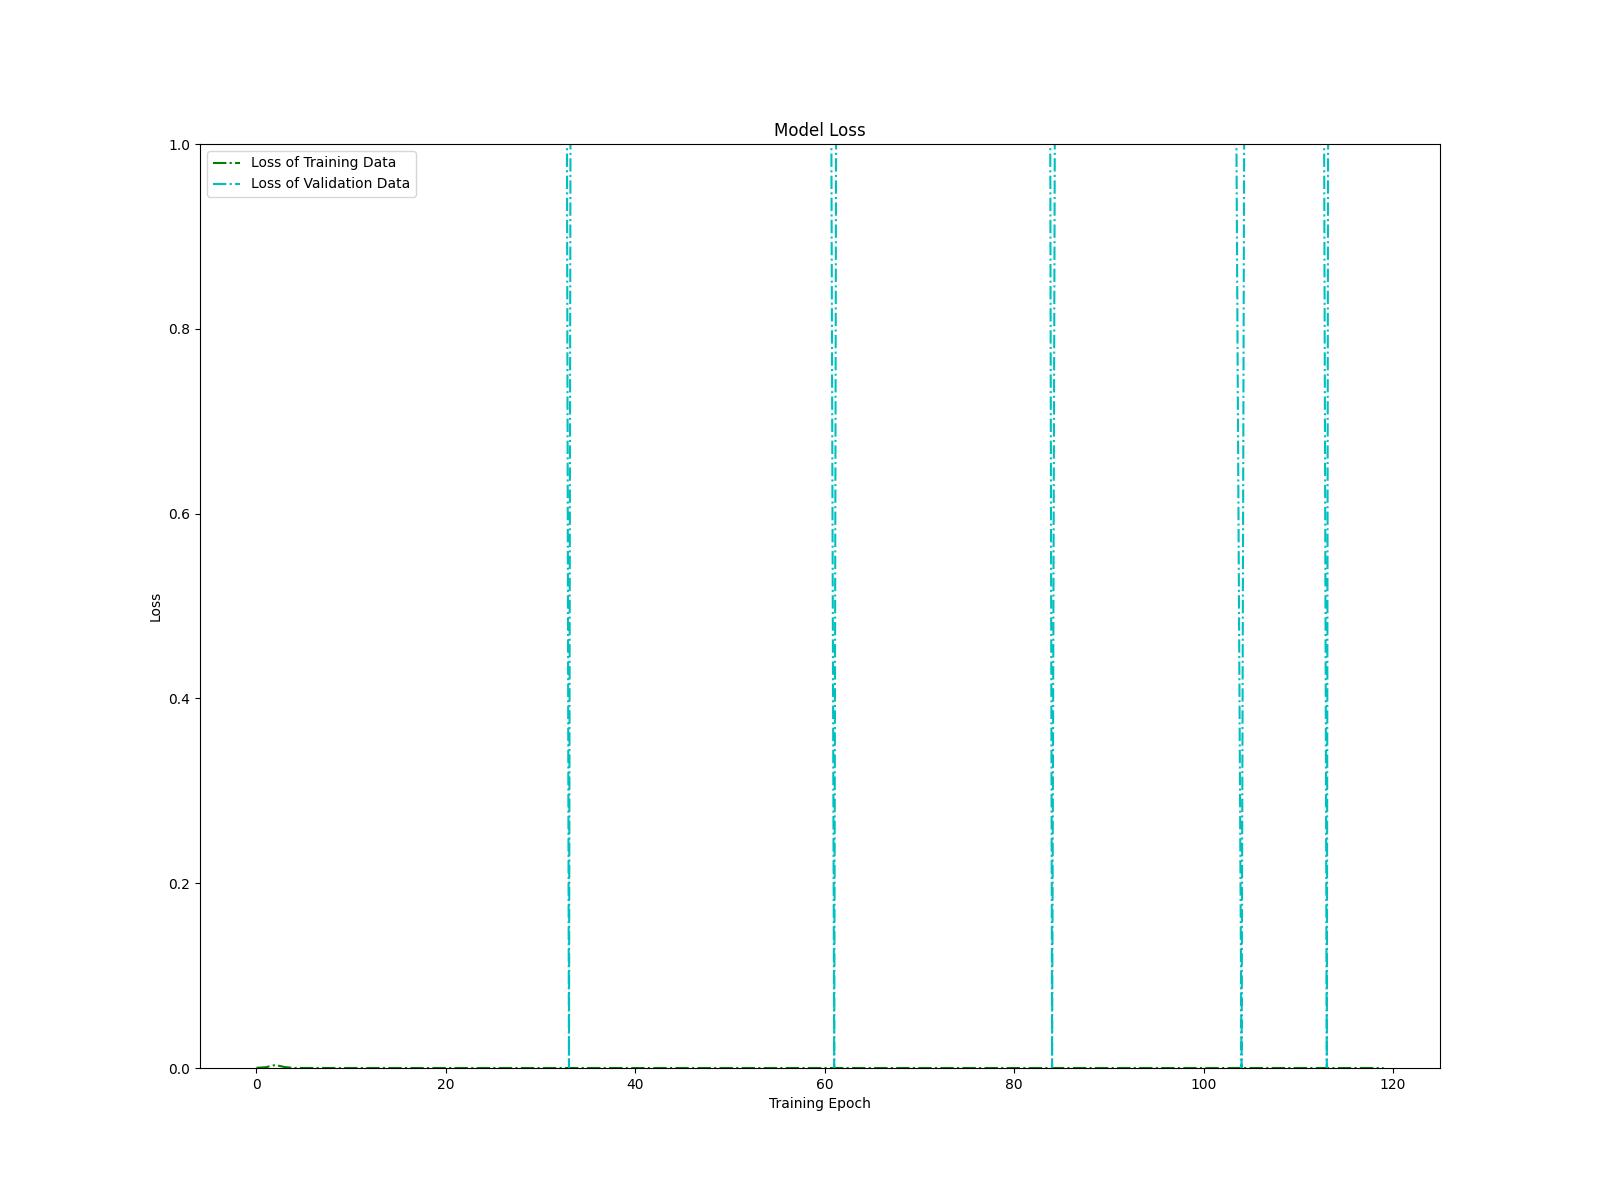 Model Loss
Loss of Training Data
Loss of Validation Data
1.0
0.8
0.6
0.4
0.2
0.0
Loss
0 20 40 60 80 100 120
Training Epoch